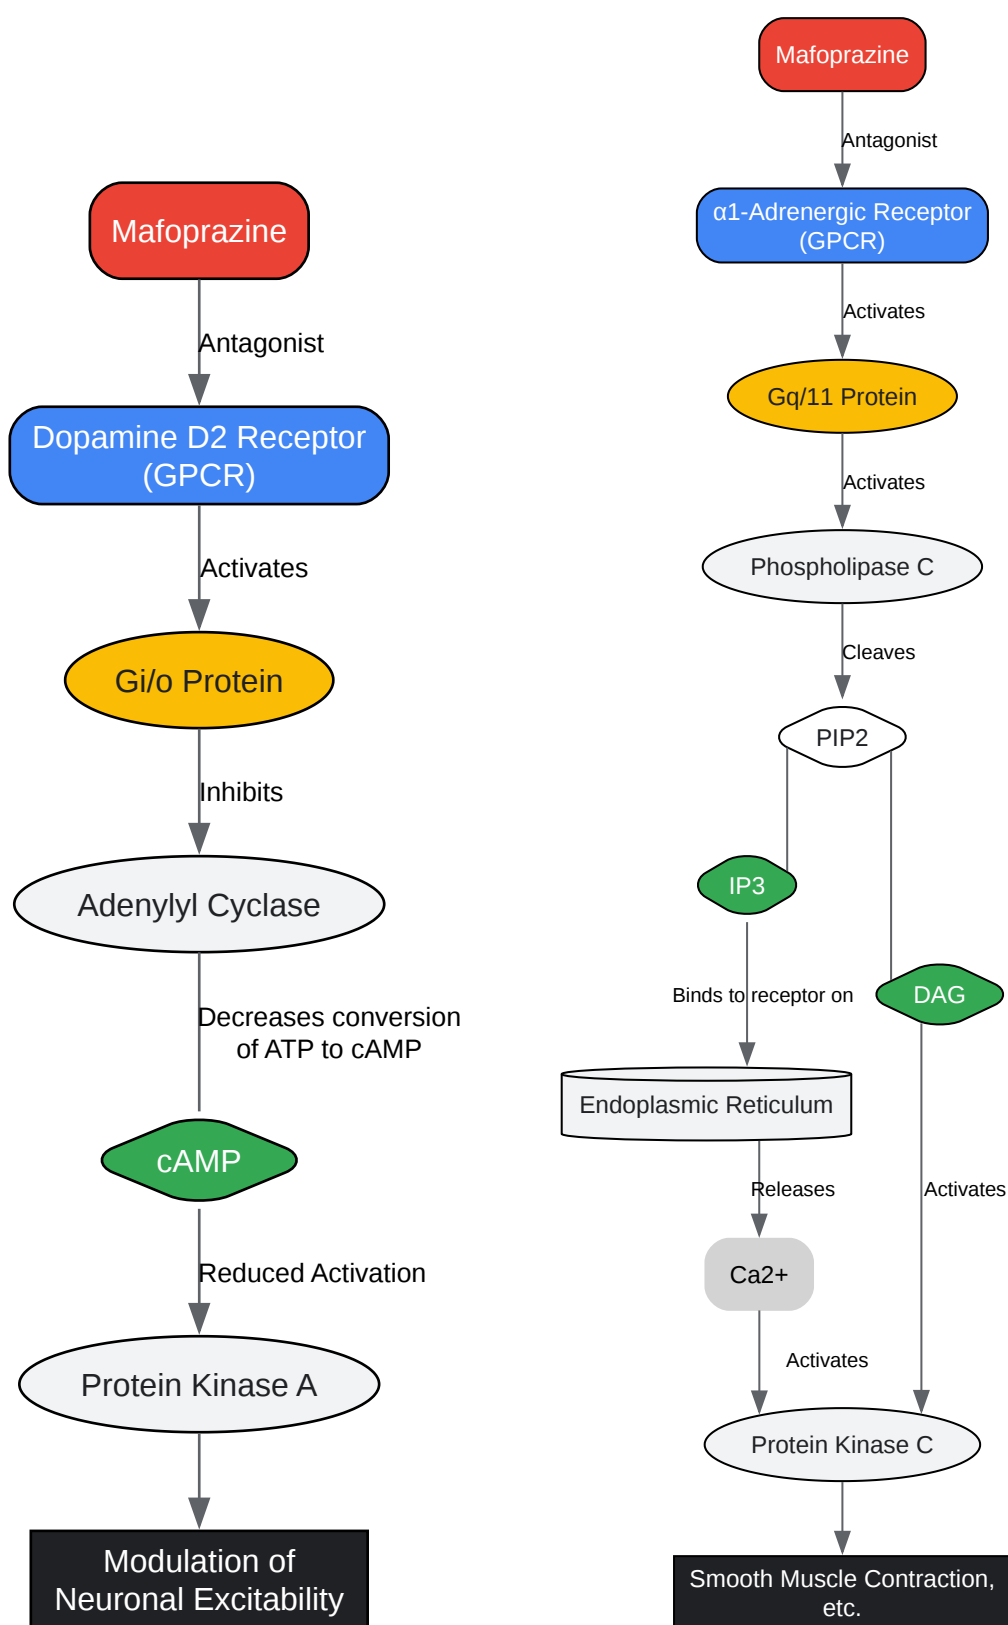 Mafoprazine
Antagonist
Dopamine D2 Receptor
(GPCR)
Activates
Gi/o Protein
Inhibits
Adenylyl Cyclase
Decreases conversion
of ATP to cAMP
cAMP
Reduced Activation
Protein Kinase A
Modulation of
Neuronal Excitability
Mafoprazine
Antagonist
α1-Adrenergic Receptor
(GPCR)
Activates
Gq/11 Protein
Activates
Phospholipase C
Cleaves
PIP2
IP3
DAG
Binds to receptor on
Endoplasmic Reticulum
Releases
Activates
Ca2+
Activates
Protein Kinase C
Smooth Muscle Contraction,
etc.